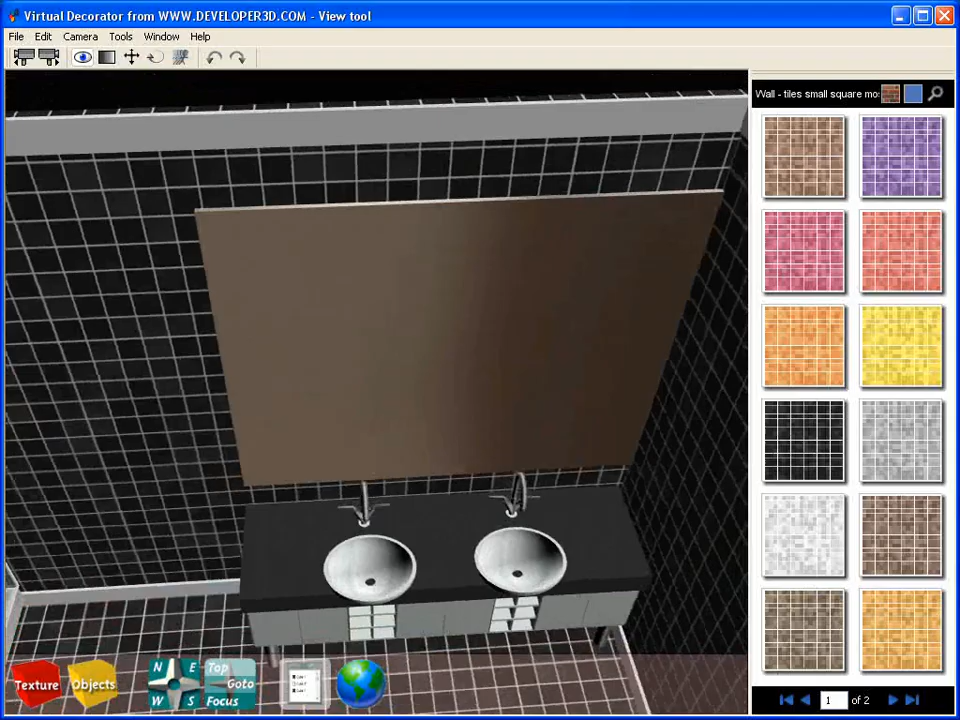 Virtual Decorator from WWW.DEVELOPER3D.COM - View tool
File Edit Camera Tools Window Help
Wall - tiles small square mo:
Texture
Objects
N E
W S
Top
Goto
Focus
1 of 2